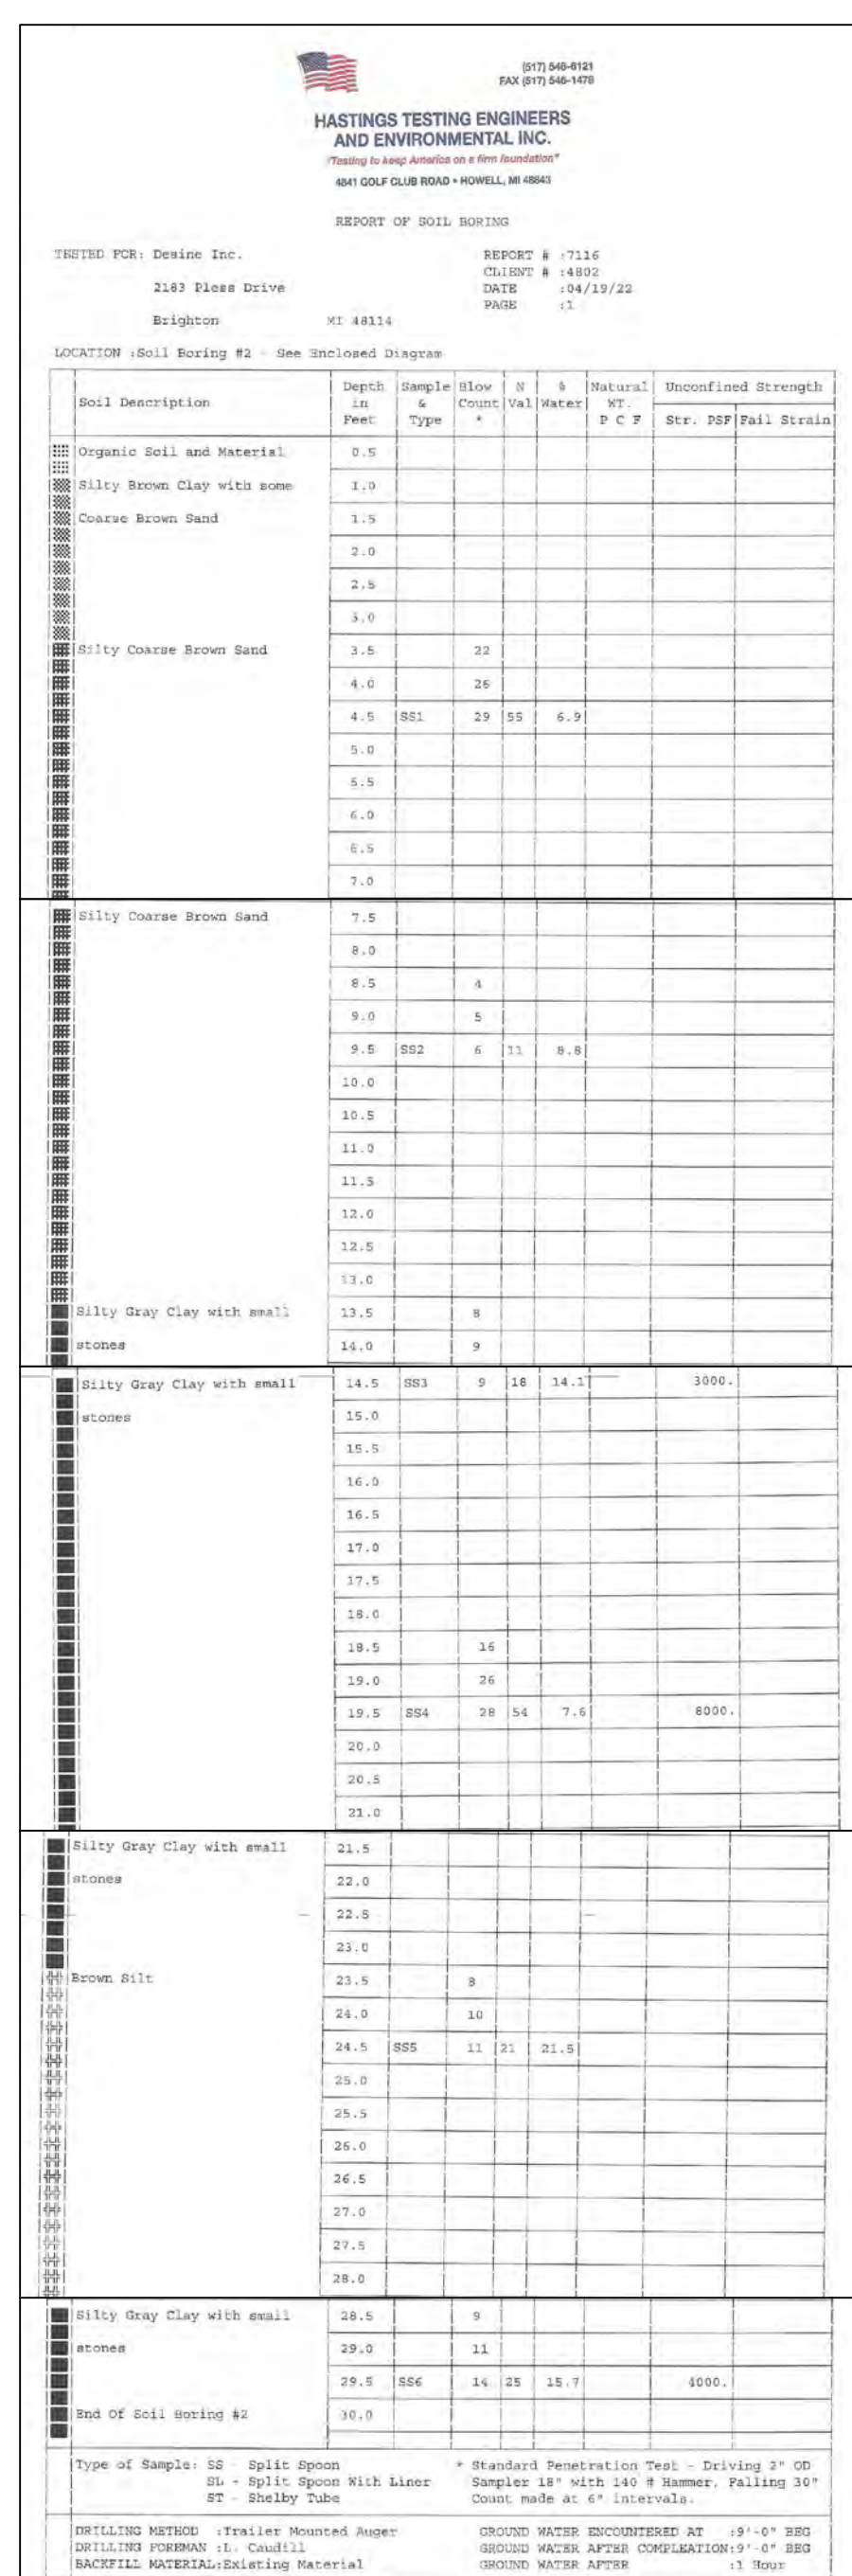 (517) 546-6121
FAX (517) 546-1478
HASTINGS TESTING ENGINEERS
AND ENVIRONMENTAL INC.
"Testing to keep America on a firm foundation"
4841 GOLF CLUB ROAD • HOWELL, MI 48843
REPORT OF SOIL BORING
TESTED FOR: Desine Inc. REPORT # :7116
CLIENT # :4802
2183 Pless Drive DATE :04/19/22
PAGE :1
Brighton MI 48114
LOCATION :Soil Boring #2 - See Enclosed Diagram
Depth Sample Blow N % Natural Unconfined Strength
Soil Description in & Count Val Water WT.
Feet Type * P C F Str. PSF Fail Strain
Organic Soil and Material 0.5
Silty Brown Clay with some 1.0
Coarse Brown Sand 1.5
2.0
2.5
3.0
Silty Coarse Brown Sand 3.5 22
4.0 26
4.5 SS1 29 55 6.9
5.0
5.5
6.0
6.5
7.0
Silty Coarse Brown Sand 7.5
8.0
8.5 4
9.0 5
9.5 SS2 6 11 8.8
10.0
10.5
11.0
11.5
12.0
12.5
13.0
Silty Gray Clay with small 13.5 8
stones 14.0 9
Silty Gray Clay with small 14.5 SS3 9 18 14.1 3000.
stones 15.0
15.5
16.0
16.5
17.0
17.5
18.0
18.5 16
19.0 26
19.5 SS4 28 54 7.6 8000.
20.0
20.5
21.0
Silty Gray Clay with small 21.5
stones 22.0
22.5
23.0
Brown Silt 23.5 8
24.0 10
24.5 SS5 11 21 21.5
25.0
25.5
26.0
26.5
27.0
27.5
28.0
Silty Gray Clay with small 28.5 9
stones 29.0 11
29.5 SS6 14 25 15.7 4000.
End Of Soil Boring #2 30.0
Type of Sample: SS - Split Spoon * Standard Penetration Test - Driving 2" OD
SL - Split Spoon With Liner Sampler 18" with 140 # Hammer, Falling 30"
ST - Shelby Tube Count made at 6" intervals.
DRILLING METHOD :Trailer Mounted Auger GROUND WATER ENCOUNTERED AT :9'-0" BEG
DRILLING FOREMAN :L. Caudill GROUND WATER AFTER COMPLEATION:9'-0" BEG
BACKFILL MATERIAL:Existing Material GROUND WATER AFTER :1 Hour